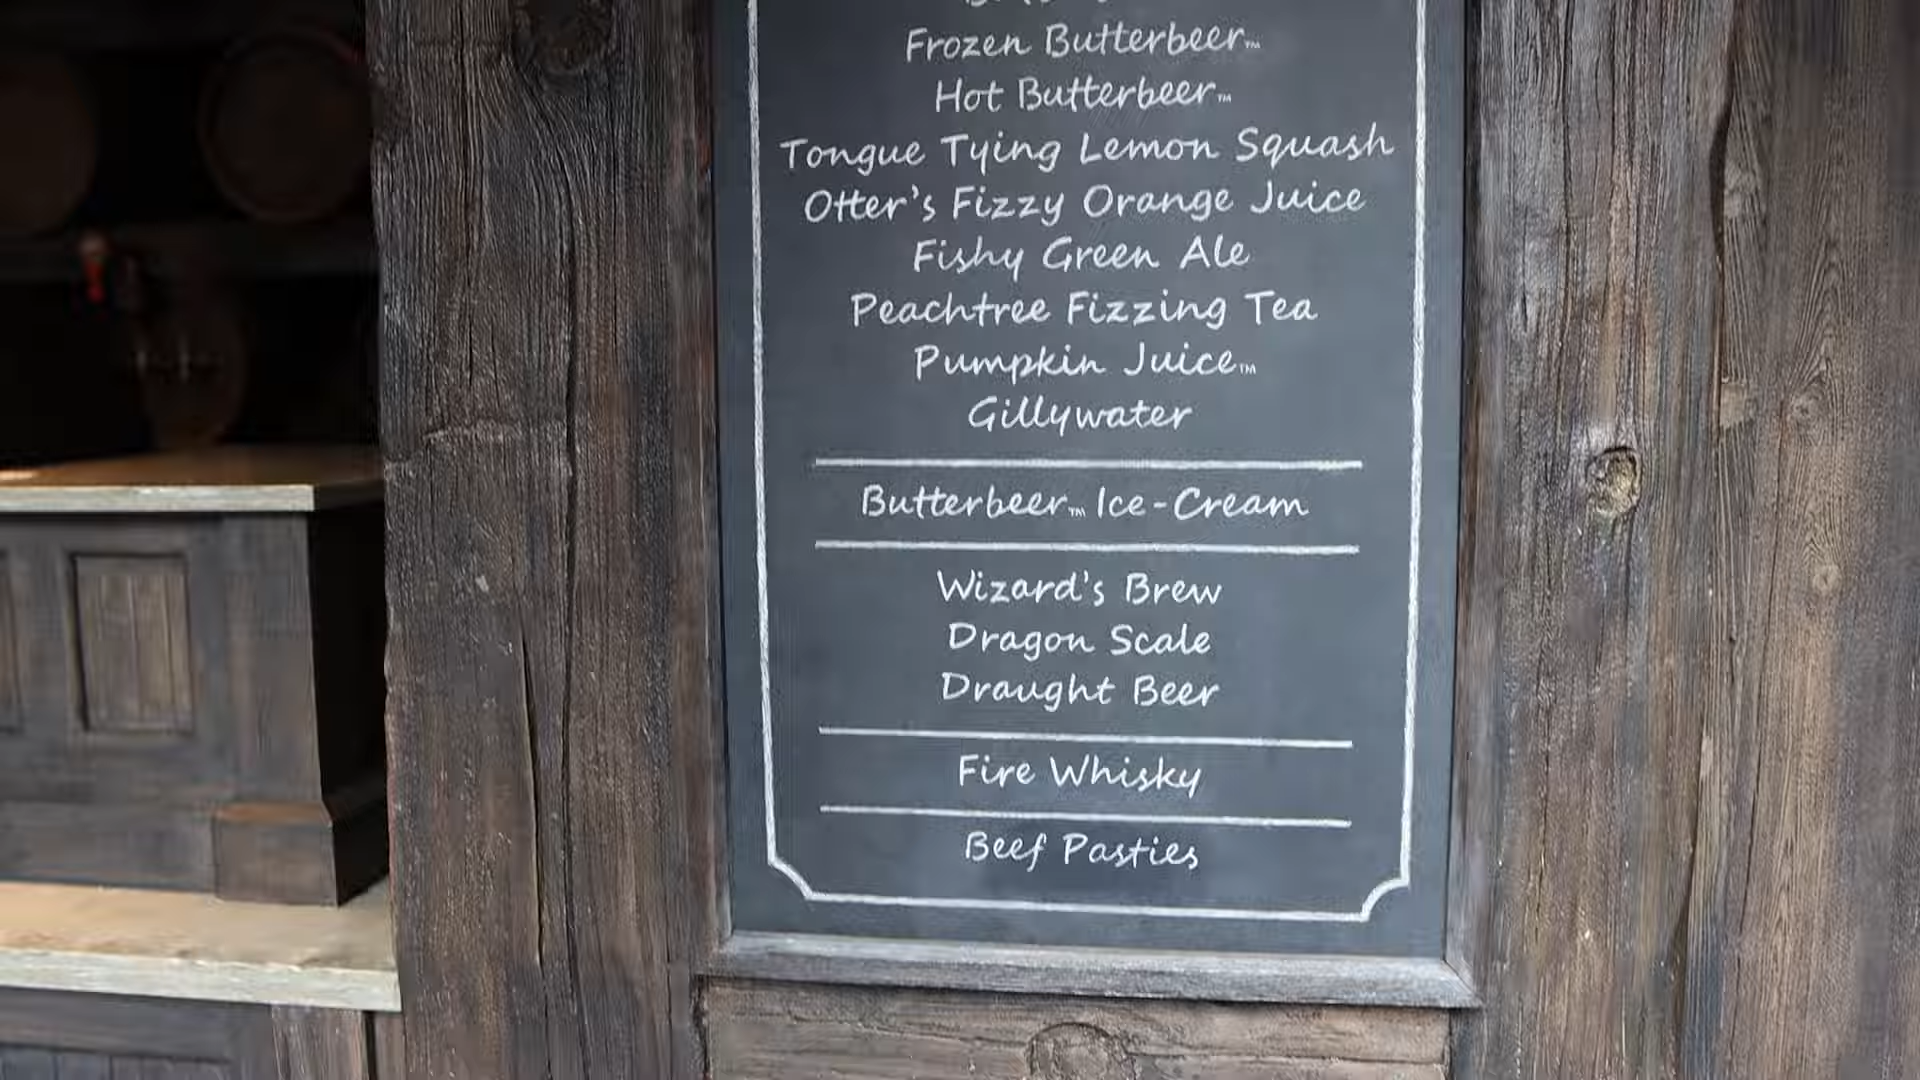 Frozen Butterbeer™
Hot Butterbeer™
Tongue Tying Lemon Squash
Otter's Fizzy Orange Juice
Fishy Green Ale
Peachtree Fizzing Tea
Pumpkin Juice™
Gillywater
Butterbeer™ Ice-Cream
Wizard's Brew
Dragon Scale
Draught Beer
Fire Whisky
Beef Pasties